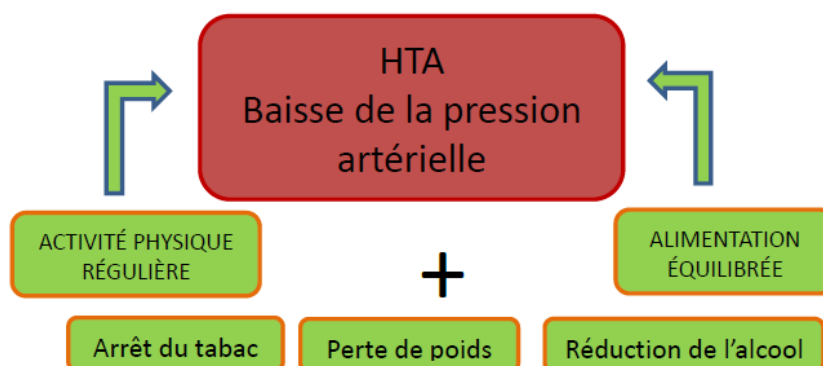 HTA
Baisse de la pression
artérielle
ACTIVITÉ PHYSIQUE
RÉGULIÈRE
ALIMENTATION
ÉQUILIBRÉE
+
Arrêt du tabac
Perte de poids
Réduction de l’alcool